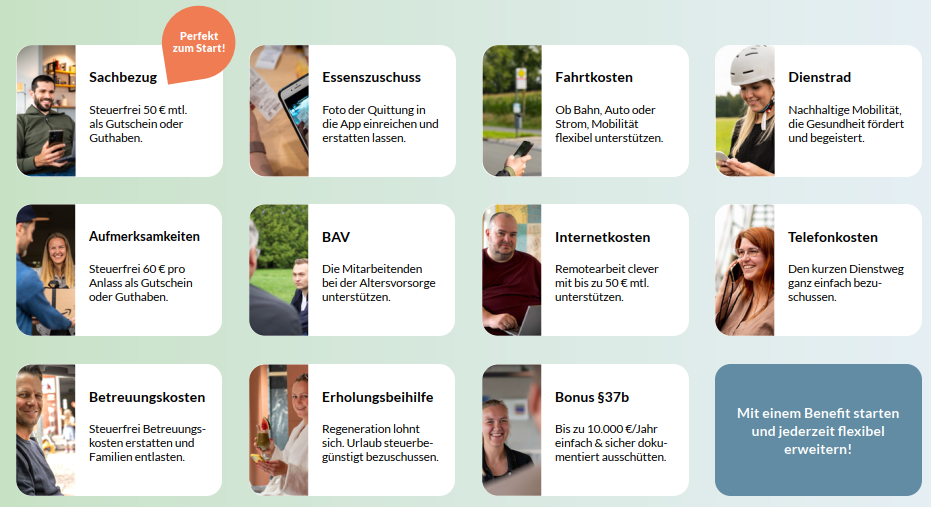 Perfekt
zum Start!
Sachbezug
Steuerfrei 50 € mtl.
als Gutschein oder
Guthaben.
Essenszuschuss
Foto der Quittung in
die App einreichen und
erstatten lassen.
Fahrtkosten
Ob Bahn, Auto oder
Strom, Mobilität
flexibel unterstützen.
Dienstrad
Nachhaltige Mobilität,
die Gesundheit fördert
und begeistert.
Aufmerksamkeiten
Steuerfrei 60 € pro
Anlass als Gutschein
oder Guthaben.
BAV
Die Mitarbeitenden
bei der Altersvorsorge
unterstützen.
Internetkosten
Remotearbeit clever
mit bis zu 50 € mtl.
unterstützen.
Telefonkosten
Den kurzen Dienstweg
ganz einfach bezu-
schussen.
Betreuungskosten
Steuerfrei Betreuungs-
kosten erstatten und
Familien entlasten.
Erholungsbeihilfe
Regeneration lohnt
sich. Urlaub steuerbe-
günstigt bezuschussen.
Bonus §37b
Bis zu 10.000 €/Jahr
einfach & sicher doku-
mentiert ausschütten.
Mit einem Benefit starten
und jederzeit flexibel
erweitern!